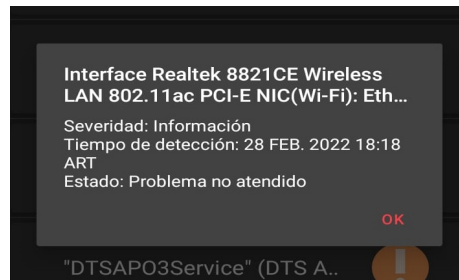 Interface Realtek 8821CE Wireless
LAN 802.11ac PCI-E NIC(Wi-Fi): Eth...
Severidad: Información
Tiempo de detección: 28 FEB. 2022 18:18
ART
Estado: Problema no atendido
OK
"DTSAPO3Service" (DTS A..